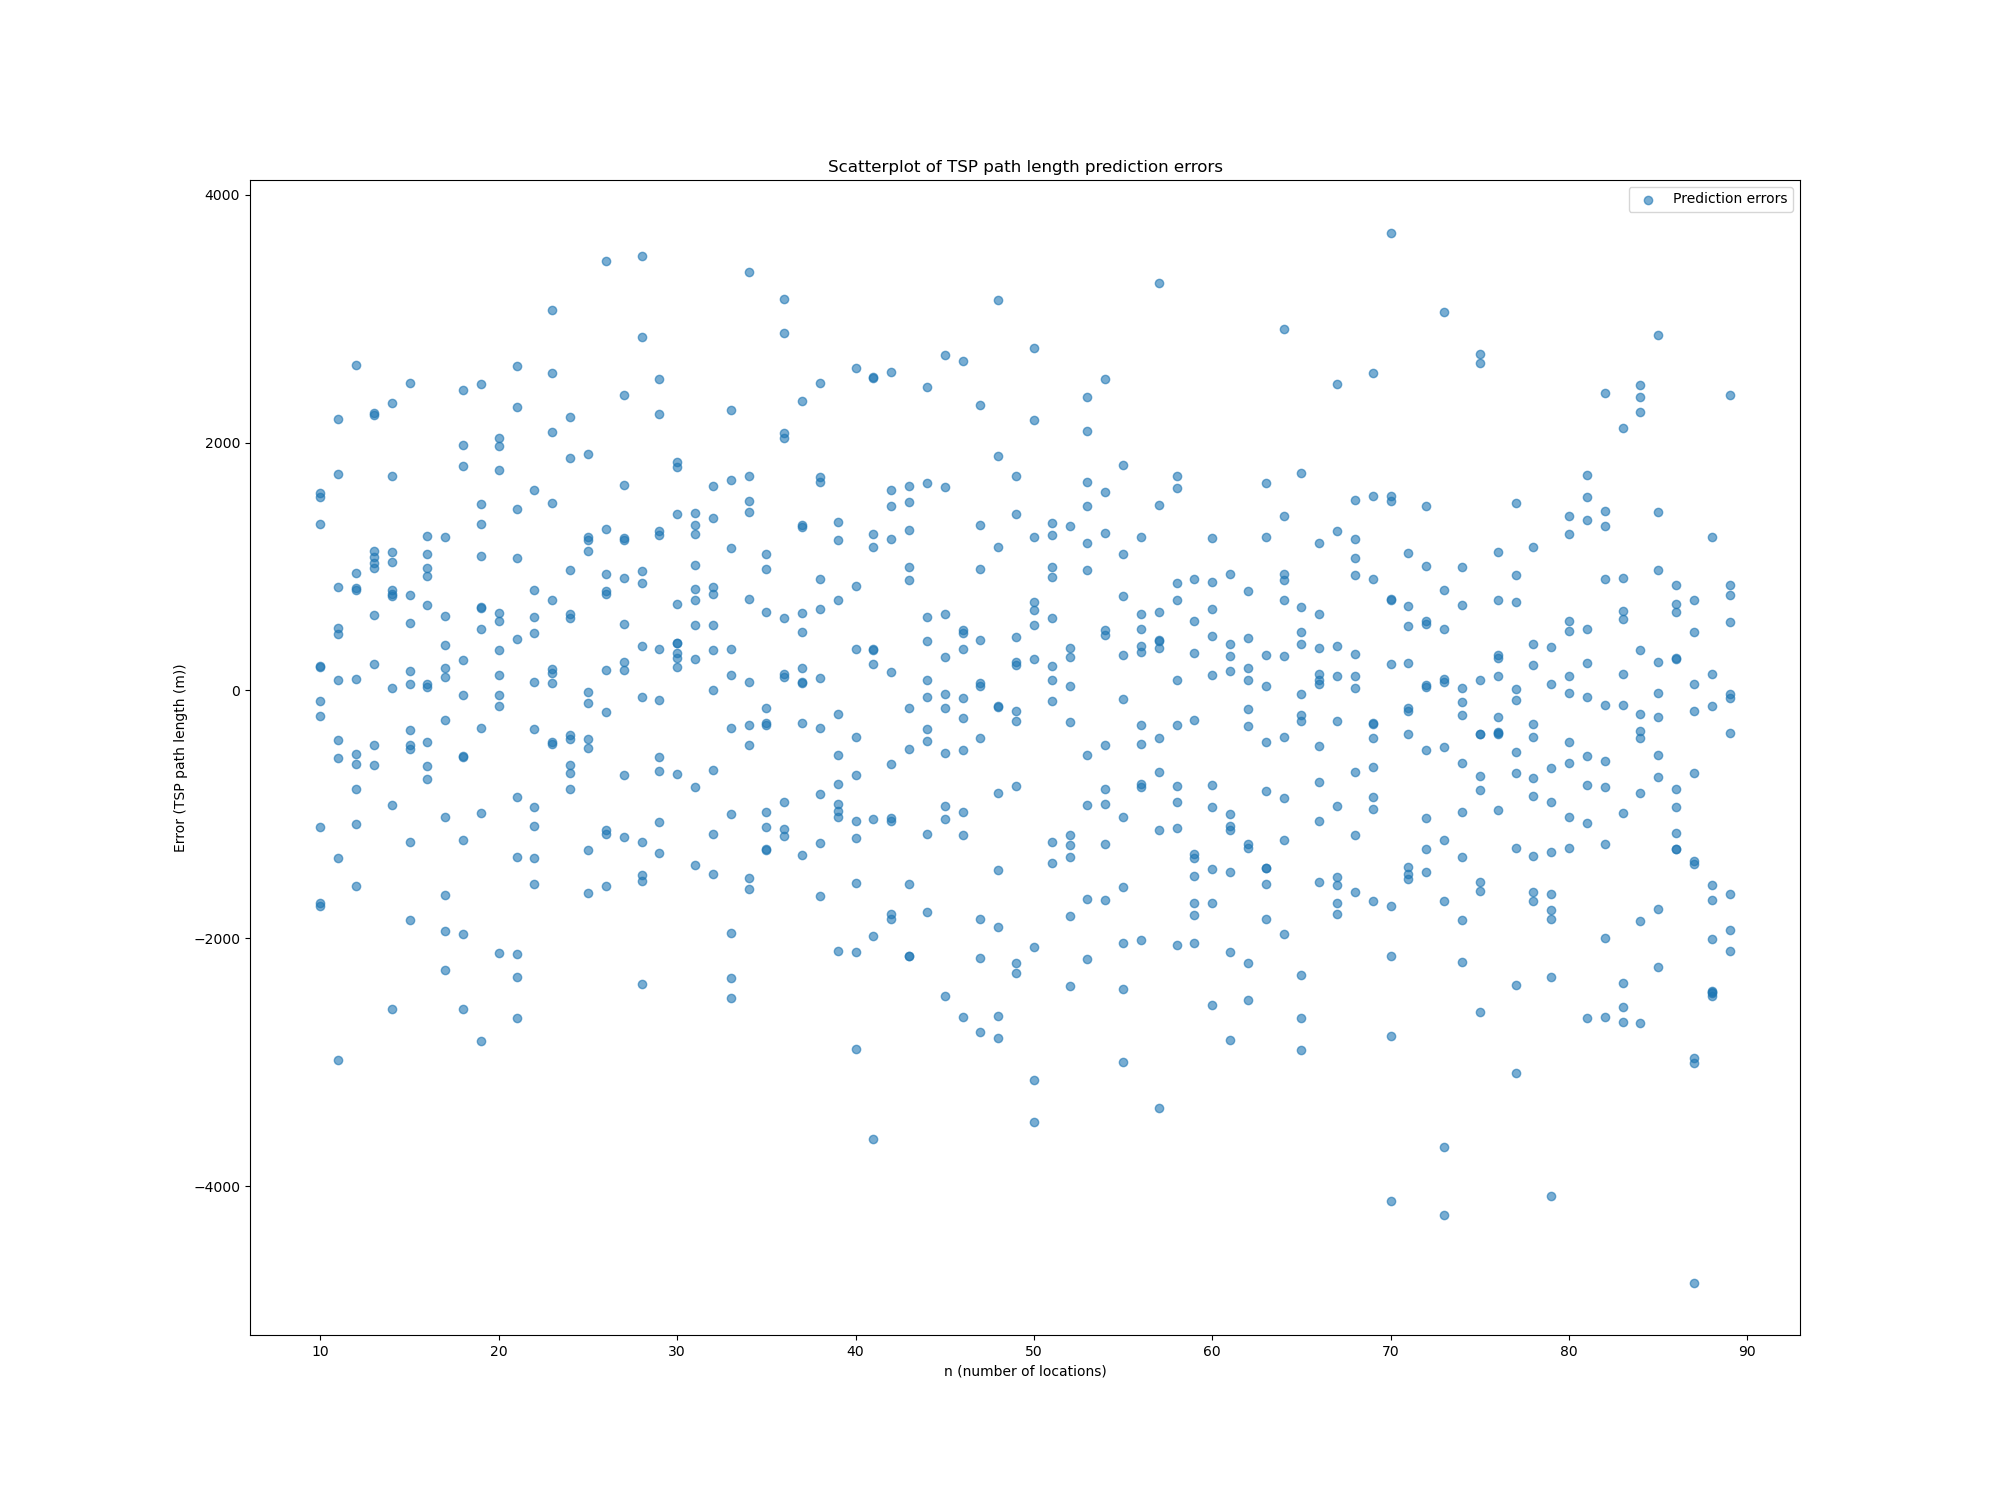 Scatterplot of TSP path length prediction errors
Prediction errors
4000
2000
0
−2000
−4000
Error (TSP path length (m))
10 20 30 40 50 60 70 80 90
n (number of locations)